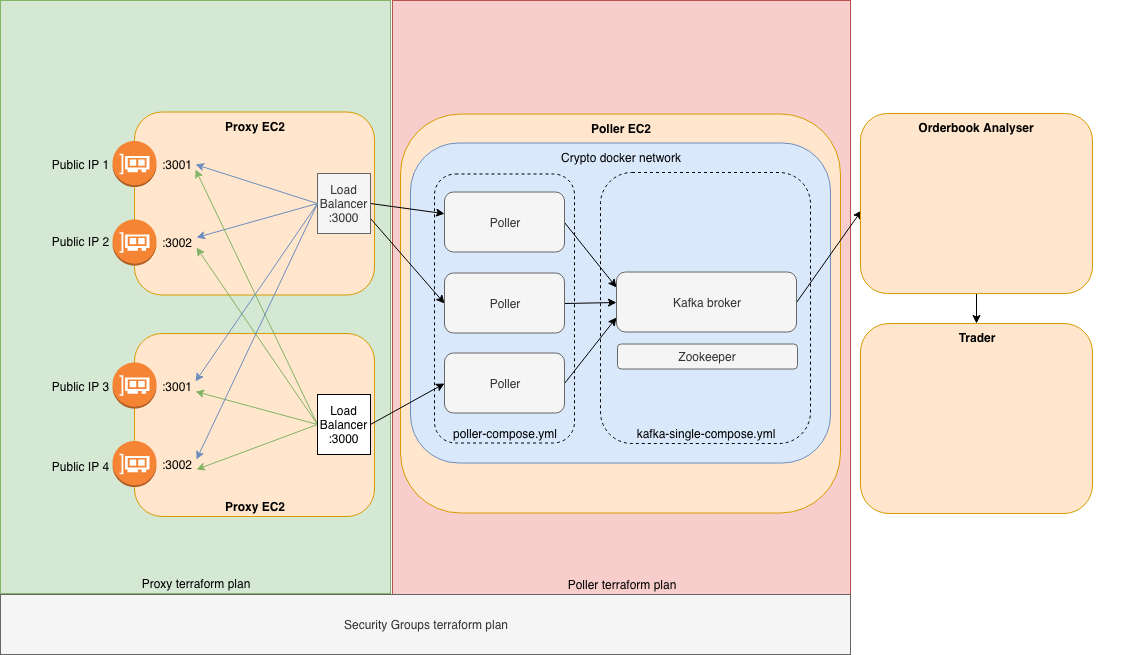 Proxy EC2
Public IP 1
:3001
Public IP 2
:3002
Load
Balancer
:3000
Public IP 3
:3001
Public IP 4
:3002
Load
Balancer
:3000
Proxy EC2
Proxy terraform plan
Poller EC2
Crypto docker network
Poller
Poller
Poller
poller-compose.yml
Kafka broker
Zookeeper
kafka-single-compose.yml
Poller terraform plan
Orderbook Analyser
Trader
Security Groups terraform plan